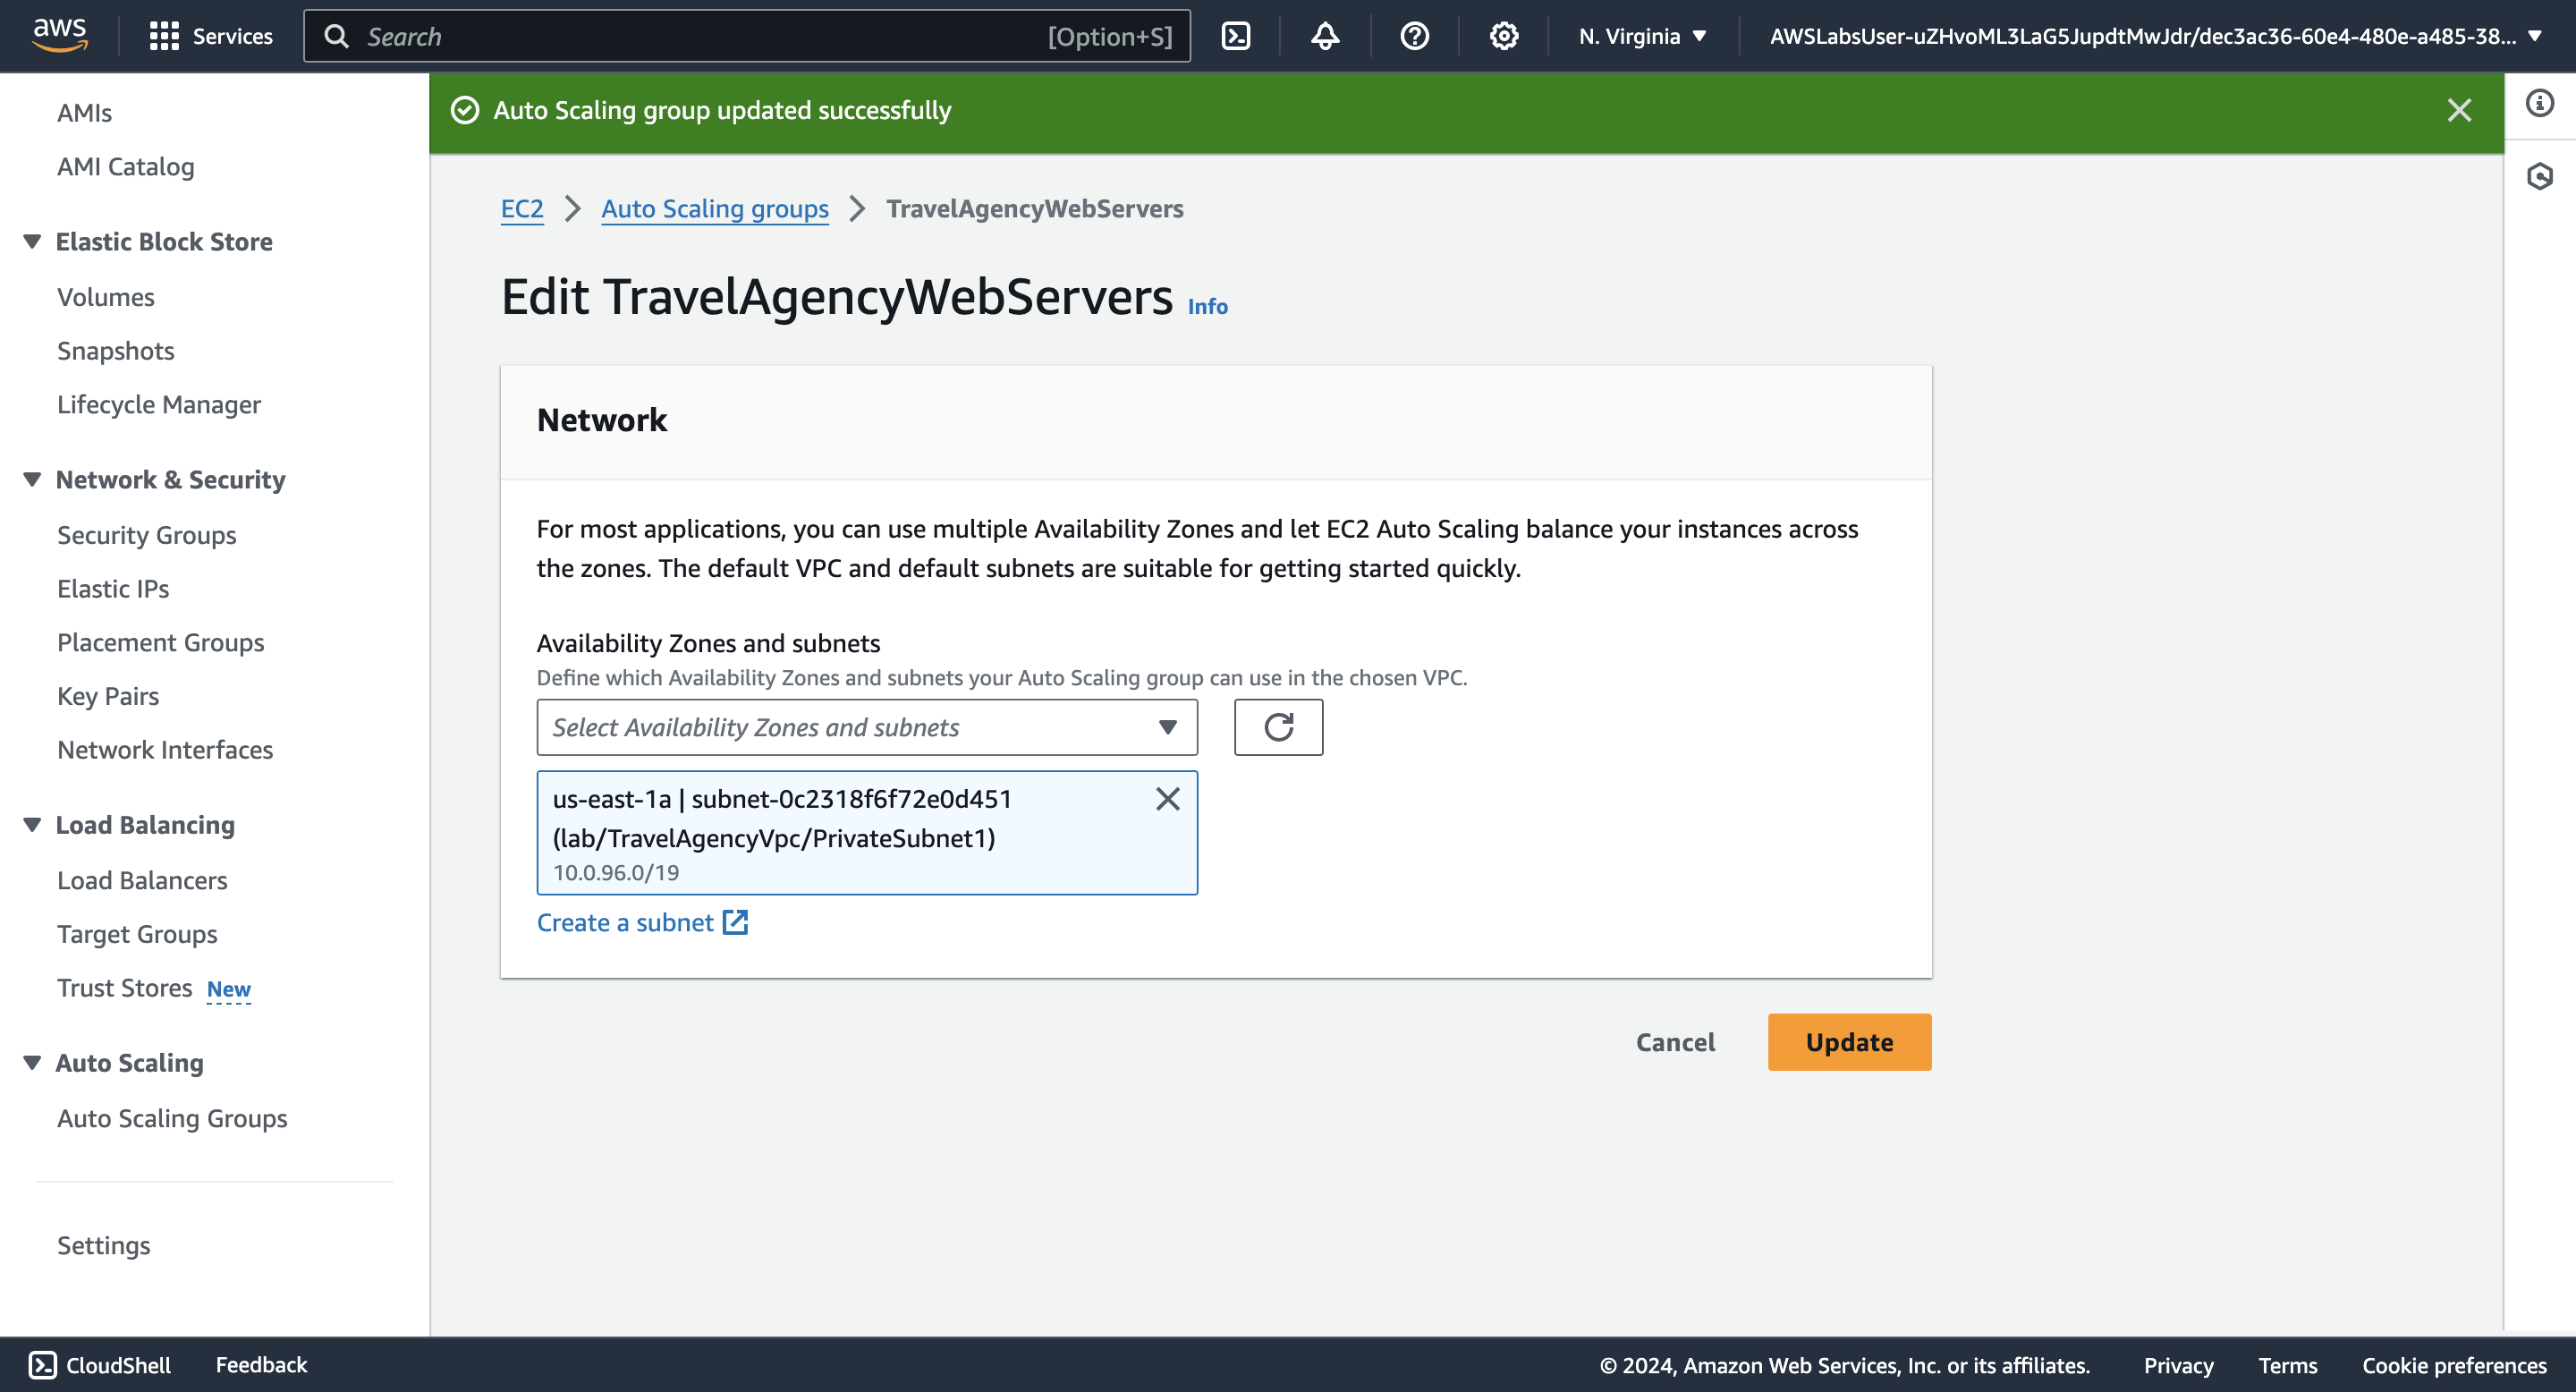 aws
Services
Search
[Option+S]
N. Virginia
AWSLabsUser-uZHvoML3LaG5JupdtMwJdr/dec3ac36-60e4-480e-a485-38...
AMIs
AMI Catalog
Elastic Block Store
Volumes
Snapshots
Lifecycle Manager
Network & Security
Security Groups
Elastic IPs
Placement Groups
Key Pairs
Network Interfaces
Load Balancing
Load Balancers
Target Groups
Trust Stores New
Auto Scaling
Auto Scaling Groups
Settings
Auto Scaling group updated successfully
EC2
Auto Scaling groups
TravelAgencyWebServers
Edit TravelAgencyWebServers Info
Network
For most applications, you can use multiple Availability Zones and let EC2 Auto Scaling balance your instances across
the zones. The default VPC and default subnets are suitable for getting started quickly.
Availability Zones and subnets
Define which Availability Zones and subnets your Auto Scaling group can use in the chosen VPC.
Select Availability Zones and subnets
us-east-1a | subnet-0c2318f6f72e0d451
(lab/TravelAgencyVpc/PrivateSubnet1)
10.0.96.0/19
Create a subnet
Cancel
Update
CloudShell
Feedback
© 2024, Amazon Web Services, Inc. or its affiliates.
Privacy
Terms
Cookie preferences